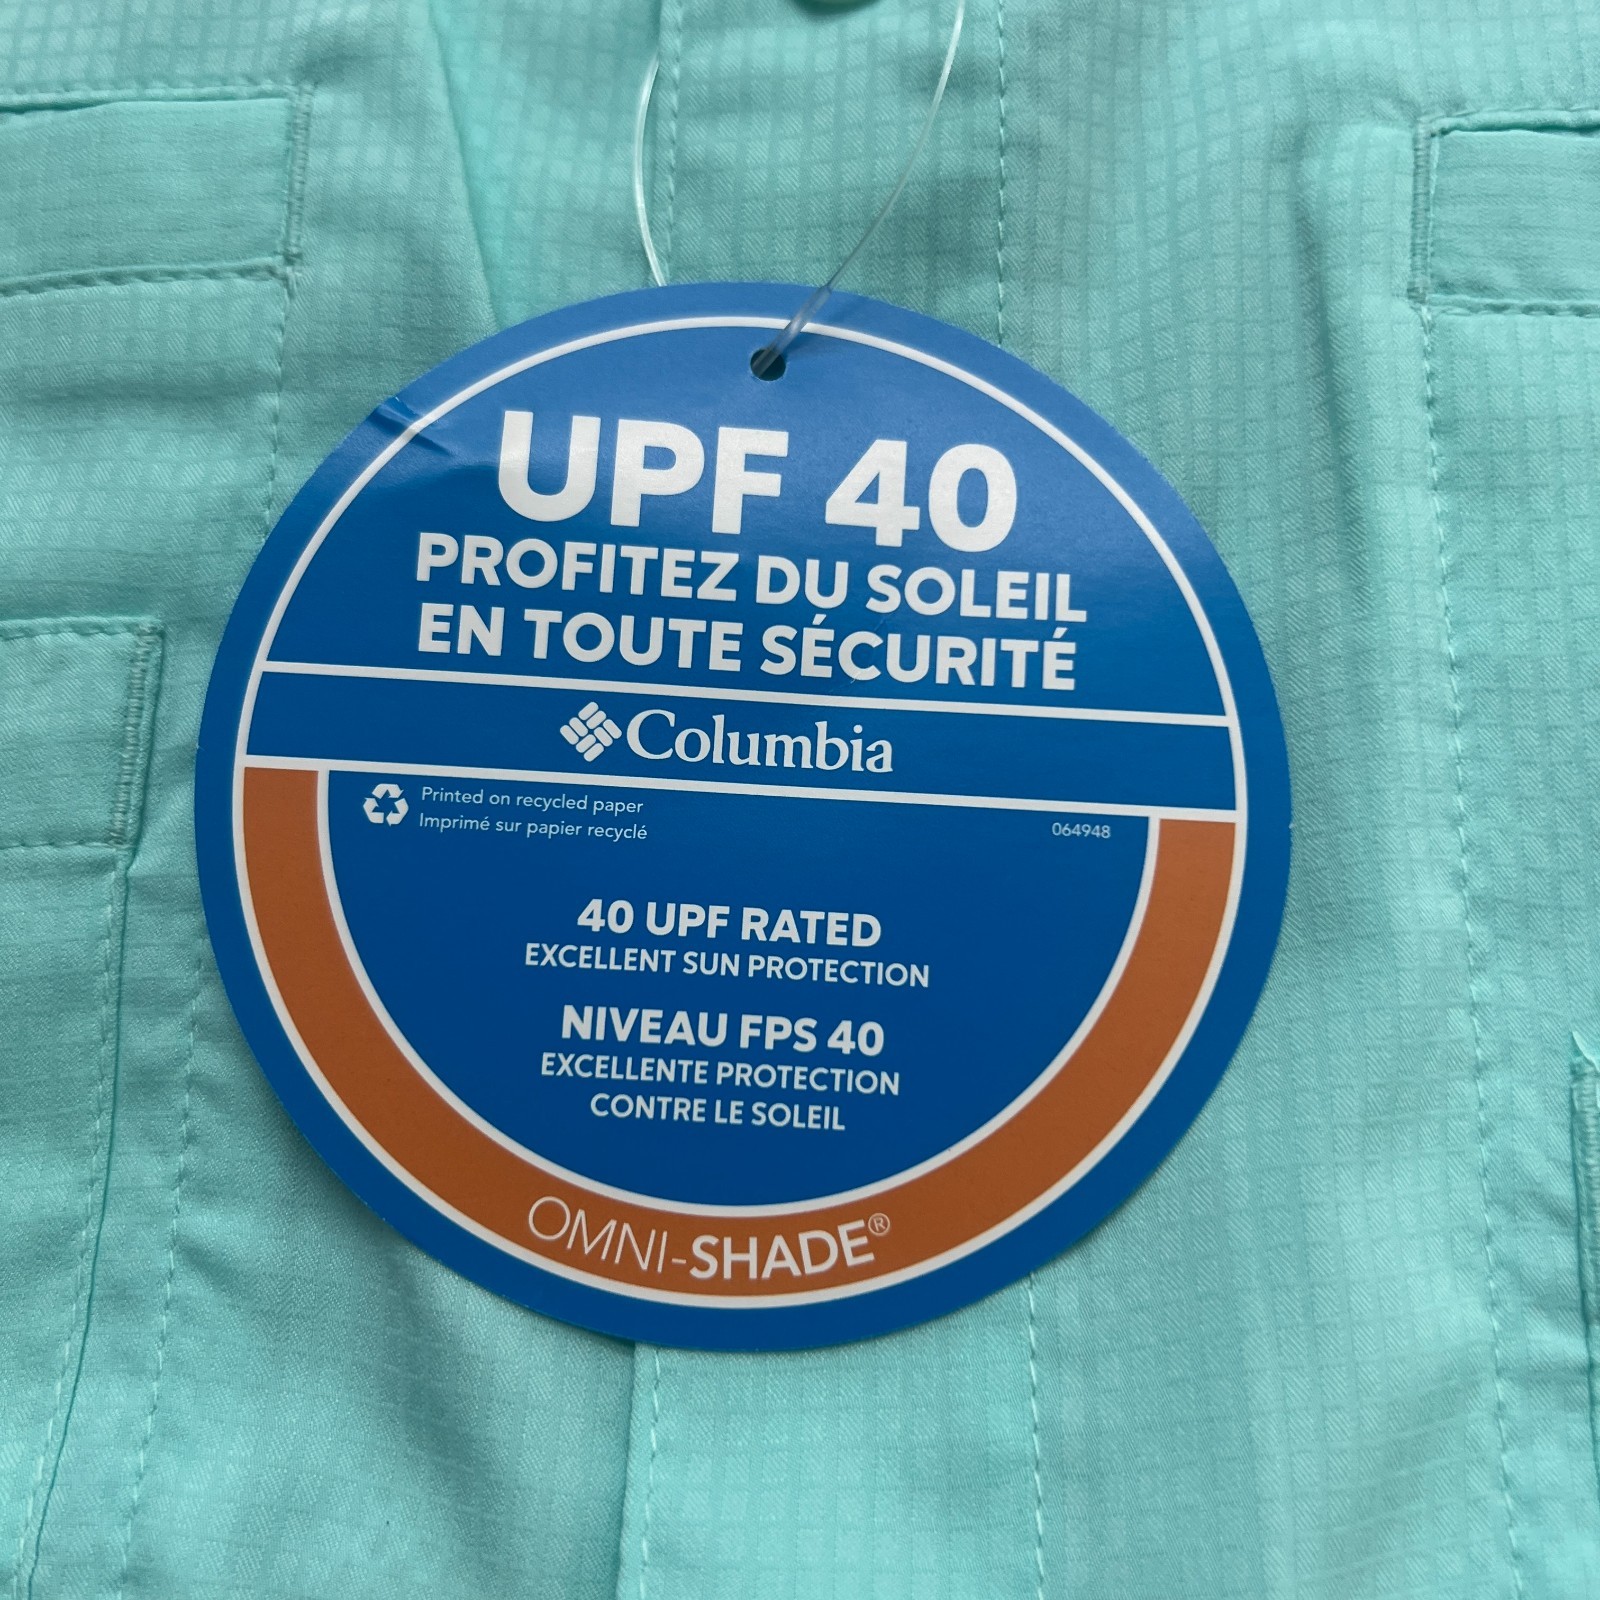 UPF 40
PROFITEZ DU SOLEIL
EN TOUTE SÉCURITÉ
Columbia
Printed on recycled paper
Imprimé sur papier recyclé
064948
40 UPF RATED
EXCELLENT SUN PROTECTION
NIVEAU FPS 40
EXCELLENTE PROTECTION
CONTRE LE SOLEIL
OMNI-SHADE®